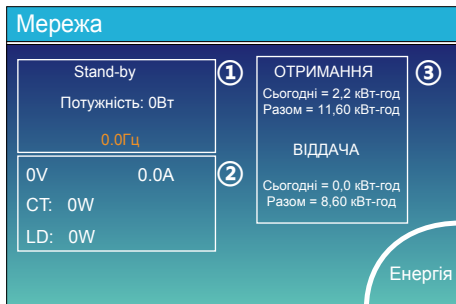 Мережа
Stand-by
Потужність: 0Вт
0.0Гц
①
0V 0.0A
CT: 0W
LD: 0W
②
ОТРИМАННЯ
Сьогодні = 2,2 кВт-год
Разом = 11,60 кВт-год
ВІДДАЧА
Сьогодні = 0,0 кВт-год
Разом = 8,60 кВт-год
③
Енергія